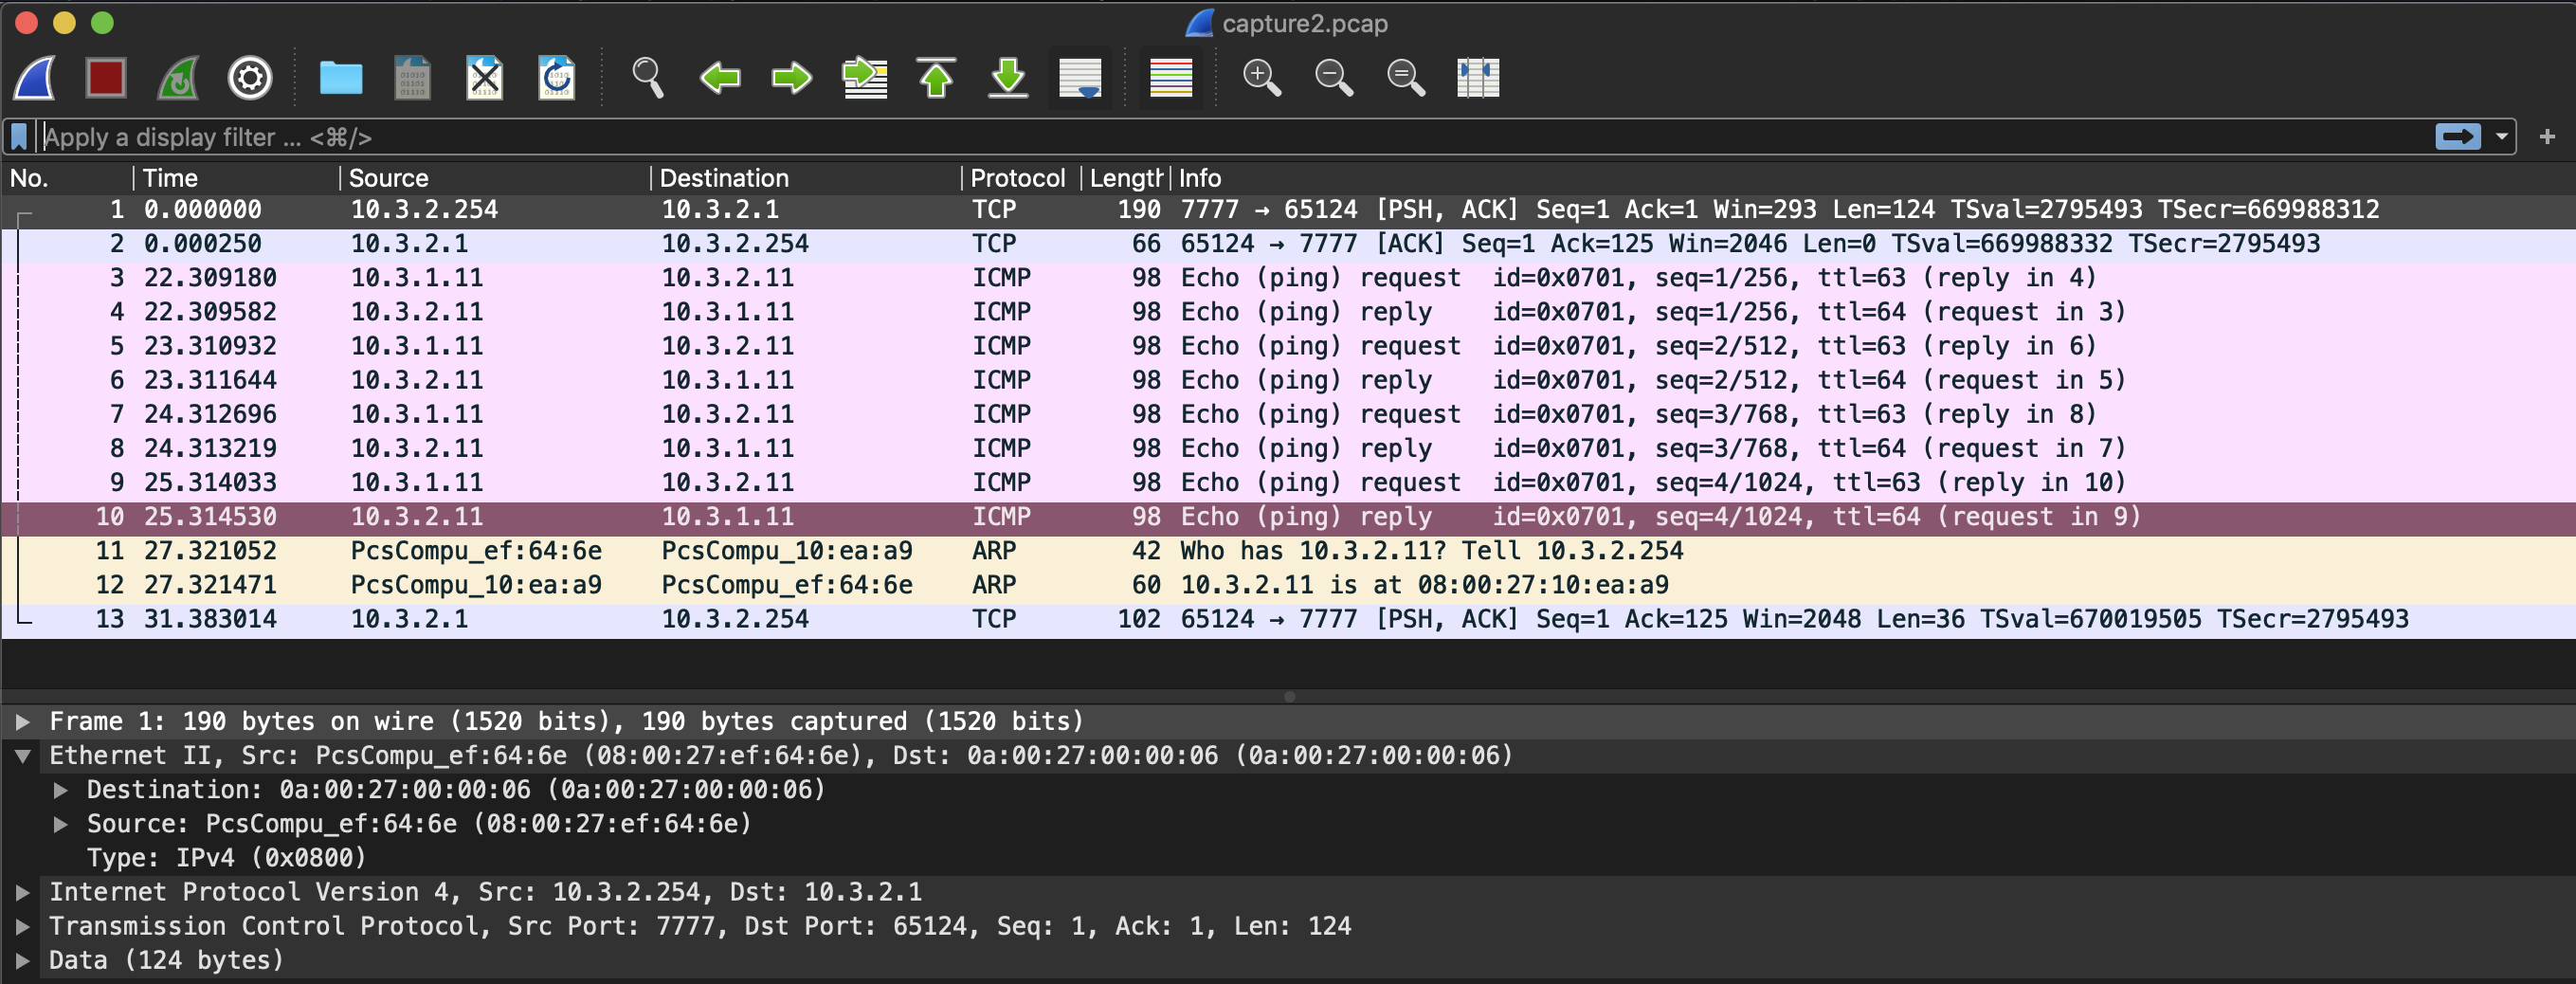 capture2.pcap
Apply a display filter ... <⌘/>
No. Time Source Destination Protocol Length Info
1 0.000000 10.3.2.254 10.3.2.1 TCP 190 7777 → 65124 [PSH, ACK] Seq=1 Ack=1 Win=293 Len=124 TSval=2795493 TSecr=669988312
2 0.000250 10.3.2.1 10.3.2.254 TCP 66 65124 → 7777 [ACK] Seq=1 Ack=125 Win=2046 Len=0 TSval=669988332 TSecr=2795493
3 22.309180 10.3.1.11 10.3.2.11 ICMP 98 Echo (ping) request id=0x0701, seq=1/256, ttl=63 (reply in 4)
4 22.309582 10.3.2.11 10.3.1.11 ICMP 98 Echo (ping) reply id=0x0701, seq=1/256, ttl=64 (request in 3)
5 23.310932 10.3.1.11 10.3.2.11 ICMP 98 Echo (ping) request id=0x0701, seq=2/512, ttl=63 (reply in 6)
6 23.311644 10.3.2.11 10.3.1.11 ICMP 98 Echo (ping) reply id=0x0701, seq=2/512, ttl=64 (request in 5)
7 24.312696 10.3.1.11 10.3.2.11 ICMP 98 Echo (ping) request id=0x0701, seq=3/768, ttl=63 (reply in 8)
8 24.313219 10.3.2.11 10.3.1.11 ICMP 98 Echo (ping) reply id=0x0701, seq=3/768, ttl=64 (request in 7)
9 25.314033 10.3.1.11 10.3.2.11 ICMP 98 Echo (ping) request id=0x0701, seq=4/1024, ttl=63 (reply in 10)
10 25.314530 10.3.2.11 10.3.1.11 ICMP 98 Echo (ping) reply id=0x0701, seq=4/1024, ttl=64 (request in 9)
11 27.321052 PcsCompu_ef:64:6e PcsCompu_10:ea:a9 ARP 42 Who has 10.3.2.11? Tell 10.3.2.254
12 27.321471 PcsCompu_10:ea:a9 PcsCompu_ef:64:6e ARP 60 10.3.2.11 is at 08:00:27:10:ea:a9
13 31.383014 10.3.2.1 10.3.2.254 TCP 102 65124 → 7777 [PSH, ACK] Seq=1 Ack=125 Win=2048 Len=36 TSval=670019505 TSecr=2795493
Frame 1: 190 bytes on wire (1520 bits), 190 bytes captured (1520 bits)
Ethernet II, Src: PcsCompu_ef:64:6e (08:00:27:ef:64:6e), Dst: 0a:00:27:00:00:06 (0a:00:27:00:00:06)
Destination: 0a:00:27:00:00:06 (0a:00:27:00:00:06)
Source: PcsCompu_ef:64:6e (08:00:27:ef:64:6e)
Type: IPv4 (0x0800)
Internet Protocol Version 4, Src: 10.3.2.254, Dst: 10.3.2.1
Transmission Control Protocol, Src Port: 7777, Dst Port: 65124, Seq: 1, Ack: 1, Len: 124
Data (124 bytes)